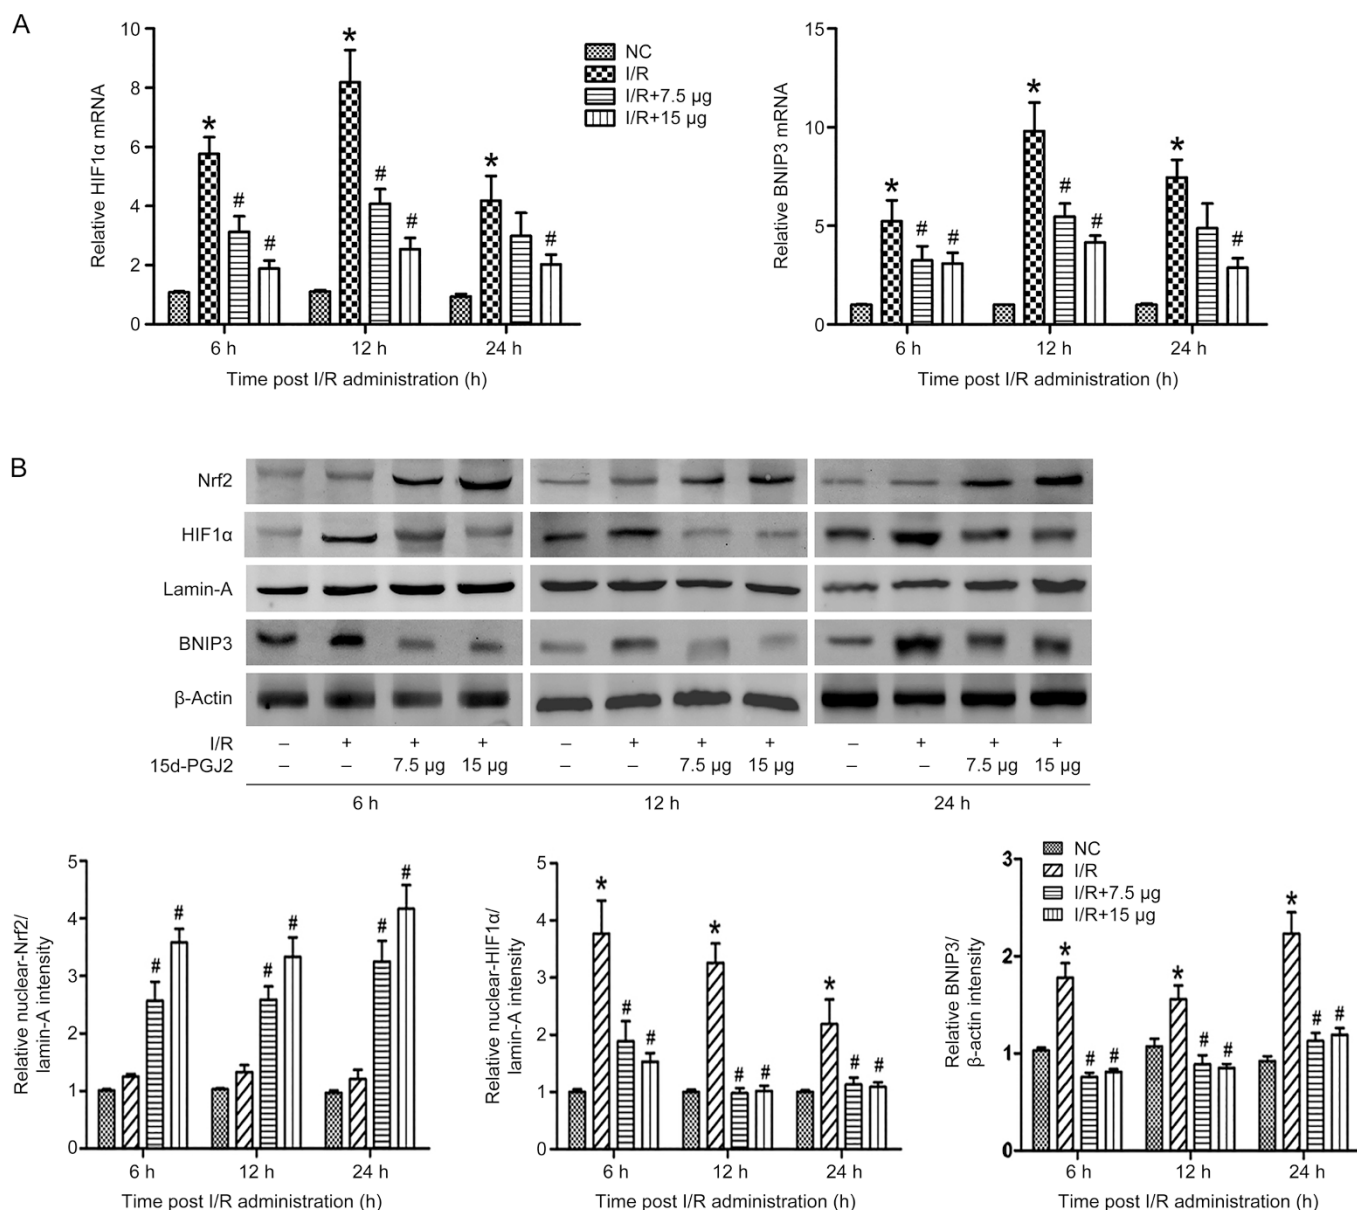 A
Relative HIF1α mRNA
10
8
6
4
2
0
* # #
* # #
* #
6 h 12 h 24 h
Time post I/R administration (h)
NC
I/R
I/R+7.5 µg
I/R+15 µg
Relative BNIP3 mRNA
15
10
5
0
* # #
* # #
* #
6 h 12 h 24 h
Time post I/R administration (h)
B
Nrf2
HIF1α
Lamin-A
BNIP3
β-Actin
I/R – + + + – + + + – + + +
15d-PGJ2 – – 7.5 µg 15 µg – – 7.5 µg 15 µg – – 7.5 µg 15 µg
6 h 12 h 24 h
Relative nuclear-Nrf2/
lamin-A intensity
5
4
3
2
1
0
# #
# #
# #
6 h 12 h 24 h
Time post I/R administration (h)
Relative nuclear-HIF1α/
lamin-A intensity
5
4
3
2
1
0
* # #
* # #
* # #
6 h 12 h 24 h
Time post I/R administration (h)
Relative BNIP3/
β-actin intensity
3
2
1
0
NC
I/R
I/R+7.5 µg
I/R+15 µg
* # #
* # #
* # #
6 h 12 h 24 h
Time post I/R administration (h)